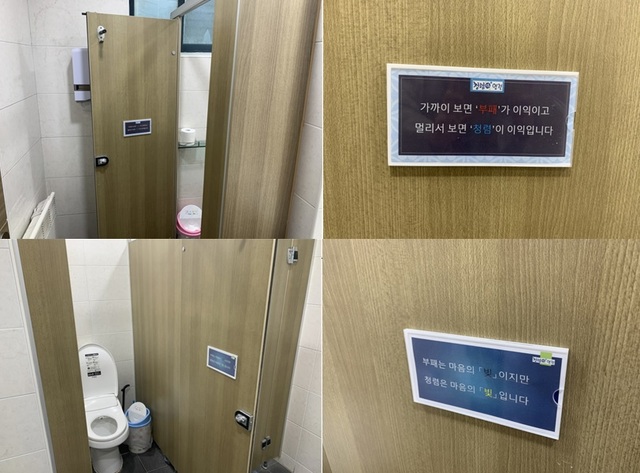 가까이 보면 '부패'가 이익이고
멀리서 보면 '청렴'이 이익입니다
부패는 마음의 「빚」이지만
청렴은 마음의 「빛」입니다